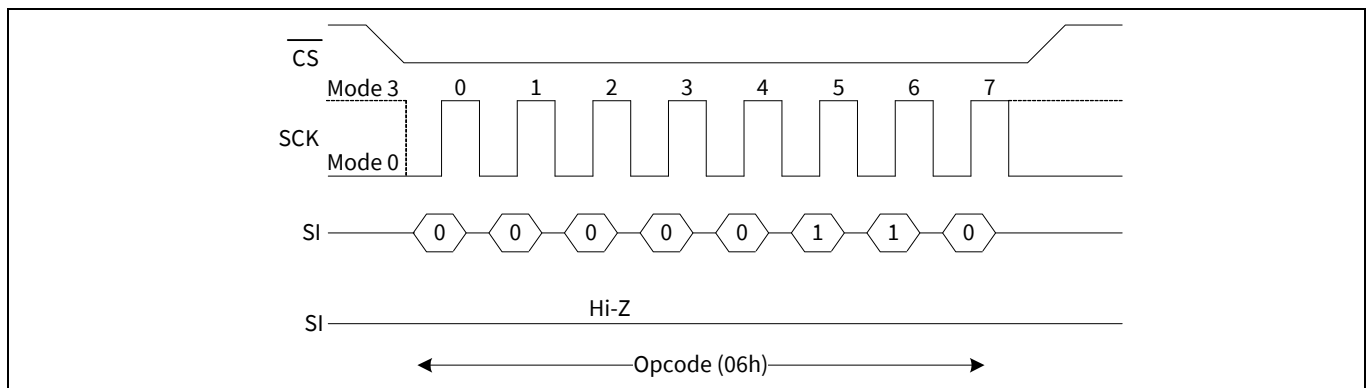 CS
Mode 3 0 1 2 3 4 5 6 7
SCK
Mode 0
SI 0 0 0 0 0 1 1 0
Hi-Z
SI
Opcode (06h)